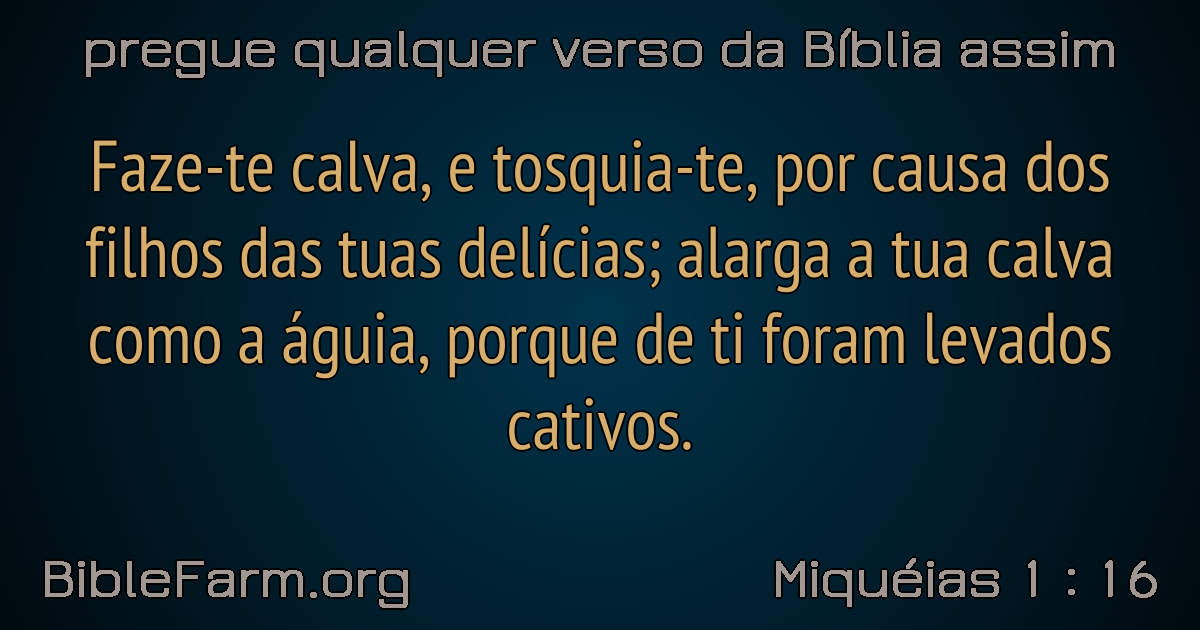 pregue qualquer verso da Bíblia assim
Faze-te calva, e tosquia-te, por causa dos
filhos das tuas delícias; alarga a tua calva
como a águia, porque de ti foram levados
cativos.
BibleFarm.org
Miquéias 1 : 16